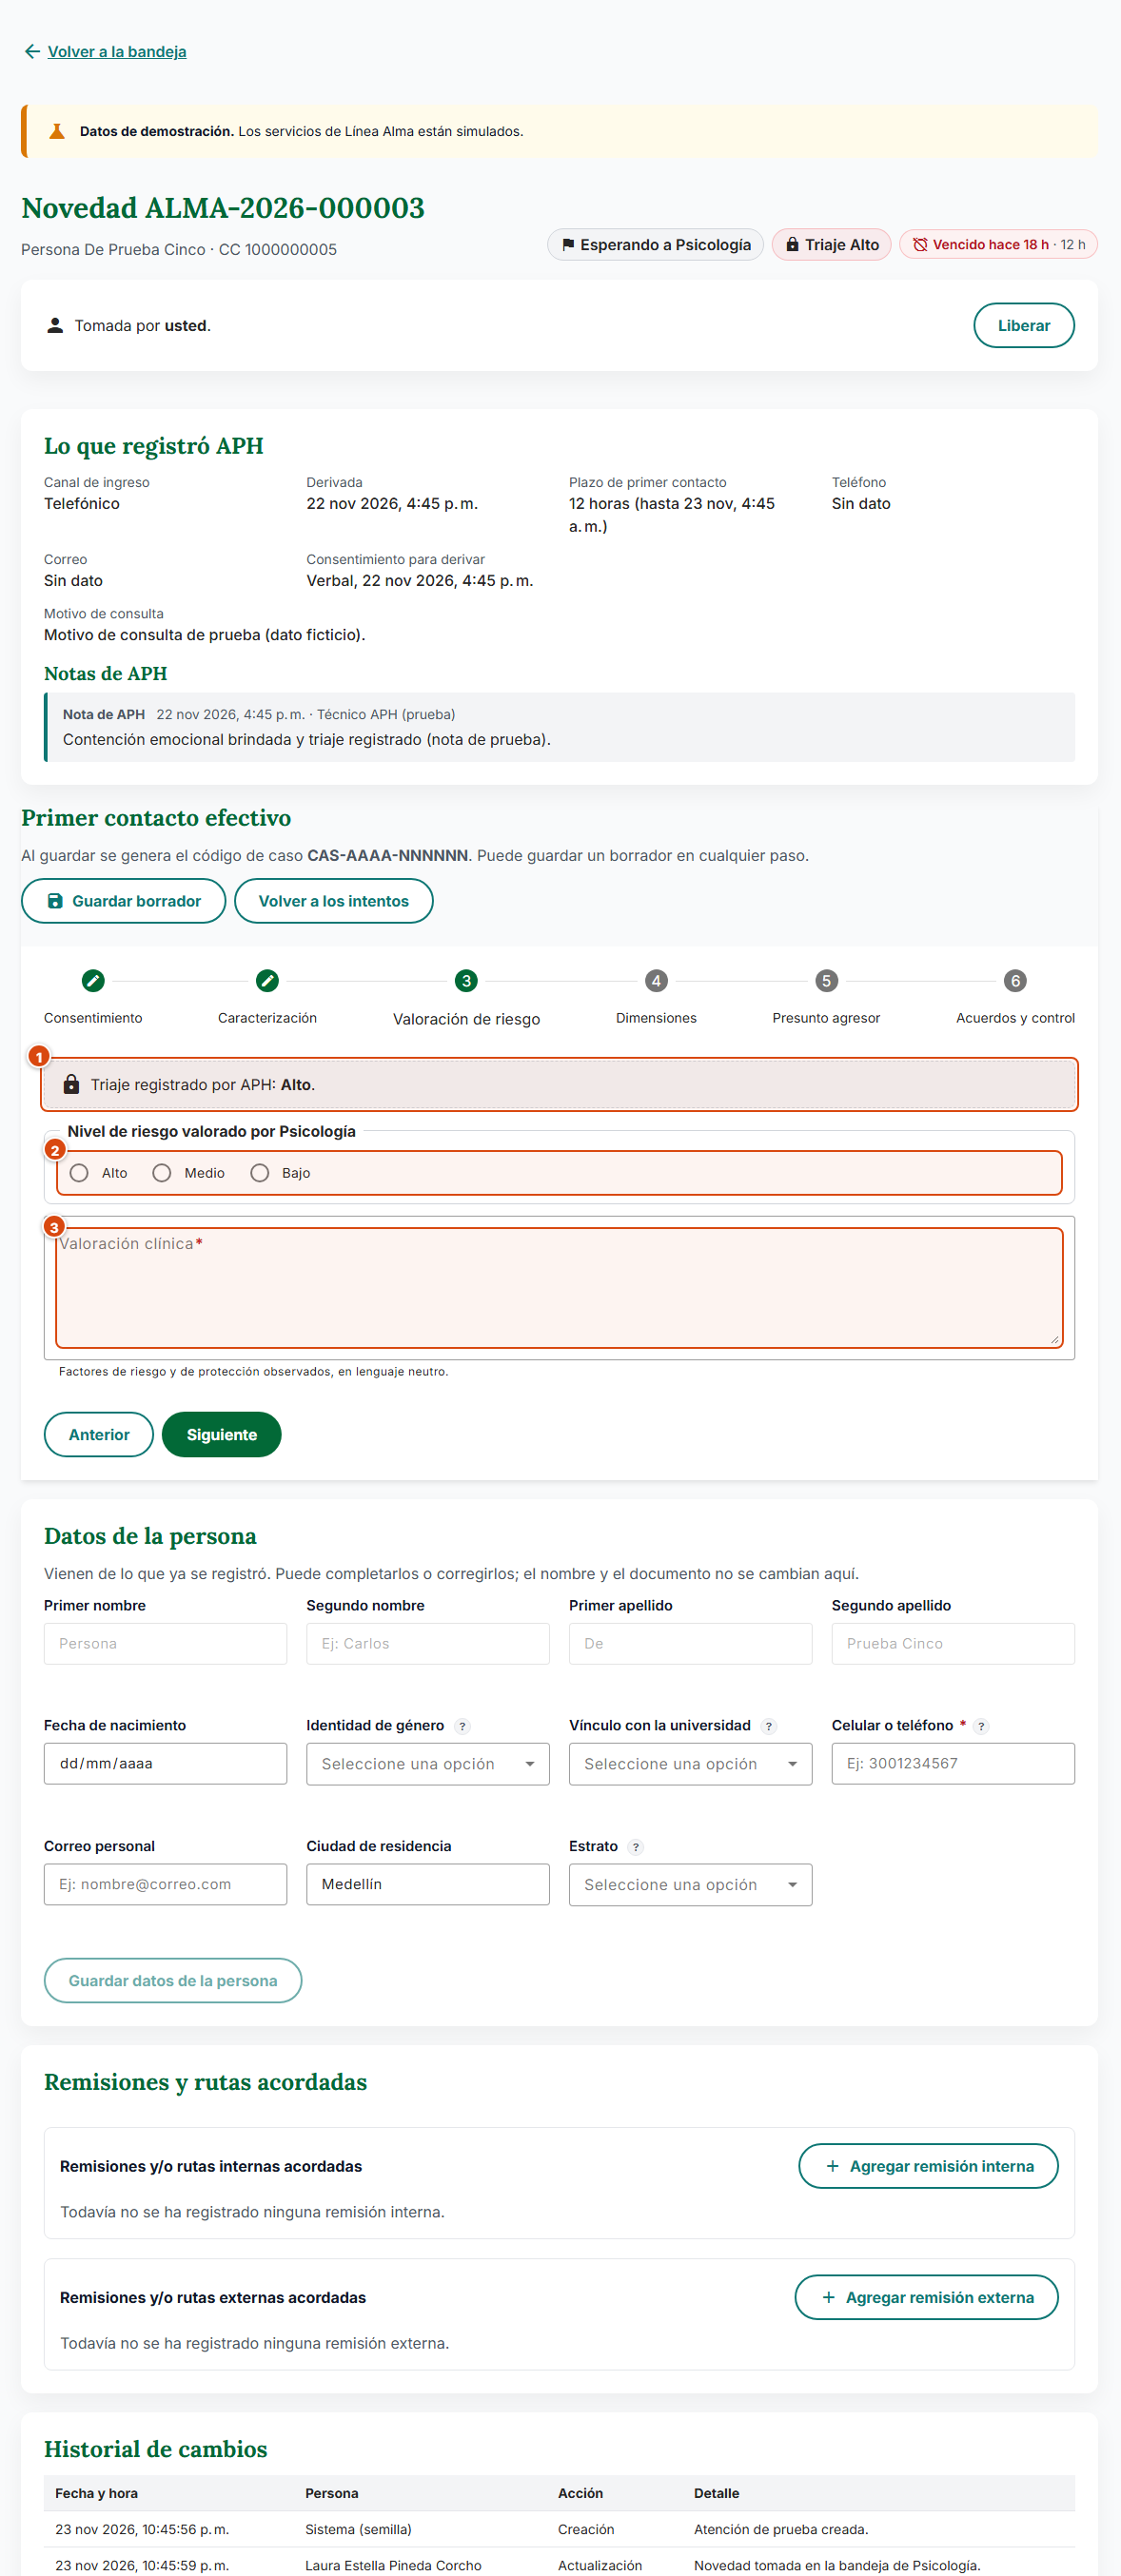 Volver a la bandeja
Datos de demostración. Los servicios de Línea Alma están simulados.
Novedad ALMA-2026-000003
Persona De Prueba Cinco · CC 1000000005
Esperando a Psicología
Triaje Alto
Vencido hace 18 h · 12 h
Tomada por usted.
Liberar
Lo que registró APH
Canal de ingreso
Telefónico
Derivada
22 nov 2026, 4:45 p. m.
Plazo de primer contacto
12 horas (hasta 23 nov, 4:45
a. m.)
Teléfono
Sin dato
Correo
Sin dato
Consentimiento para derivar
Verbal, 22 nov 2026, 4:45 p. m.
Motivo de consulta
Motivo de consulta de prueba (dato ficticio).
Notas de APH
Nota de APH 22 nov 2026, 4:45 p. m. · Técnico APH (prueba)
Contención emocional brindada y triaje registrado (nota de prueba).
Primer contacto efectivo
Al guardar se genera el código de caso CAS-AAAA-NNNNNN. Puede guardar un borrador en cualquier paso.
Guardar borrador
Volver a los intentos
3
4
5
6
Consentimiento
Caracterización
Valoración de riesgo
Dimensiones
Presunto agresor
Acuerdos y control
1
Triaje registrado por APH: Alto.
Nivel de riesgo valorado por Psicología
2
Alto
Medio
Bajo
3
Valoración clínica*
Factores de riesgo y de protección observados, en lenguaje neutro.
Anterior
Siguiente
Datos de la persona
Vienen de lo que ya se registró. Puede completarlos o corregirlos; el nombre y el documento no se cambian aquí.
Primer nombre
Segundo nombre
Primer apellido
Segundo apellido
Persona
Ej: Carlos
De
Prueba Cinco
Fecha de nacimiento
Identidad de género ?
Vínculo con la universidad ?
Celular o teléfono * ?
dd/mm/aaaa
Seleccione una opción
Seleccione una opción
Ej: 3001234567
Correo personal
Ciudad de residencia
Estrato ?
Ej: nombre@correo.com
Medellín
Seleccione una opción
Guardar datos de la persona
Remisiones y rutas acordadas
Remisiones y/o rutas internas acordadas
+ Agregar remisión interna
Todavía no se ha registrado ninguna remisión interna.
Remisiones y/o rutas externas acordadas
+ Agregar remisión externa
Todavía no se ha registrado ninguna remisión externa.
Historial de cambios
Fecha y hora
Persona
Acción
Detalle
23 nov 2026, 10:45:56 p. m.
Sistema (semilla)
Creación
Atención de prueba creada.
23 nov 2026, 10:45:59 p. m.
Laura Estella Pineda Corcho
Actualización
Novedad tomada en la bandeja de Psicología.